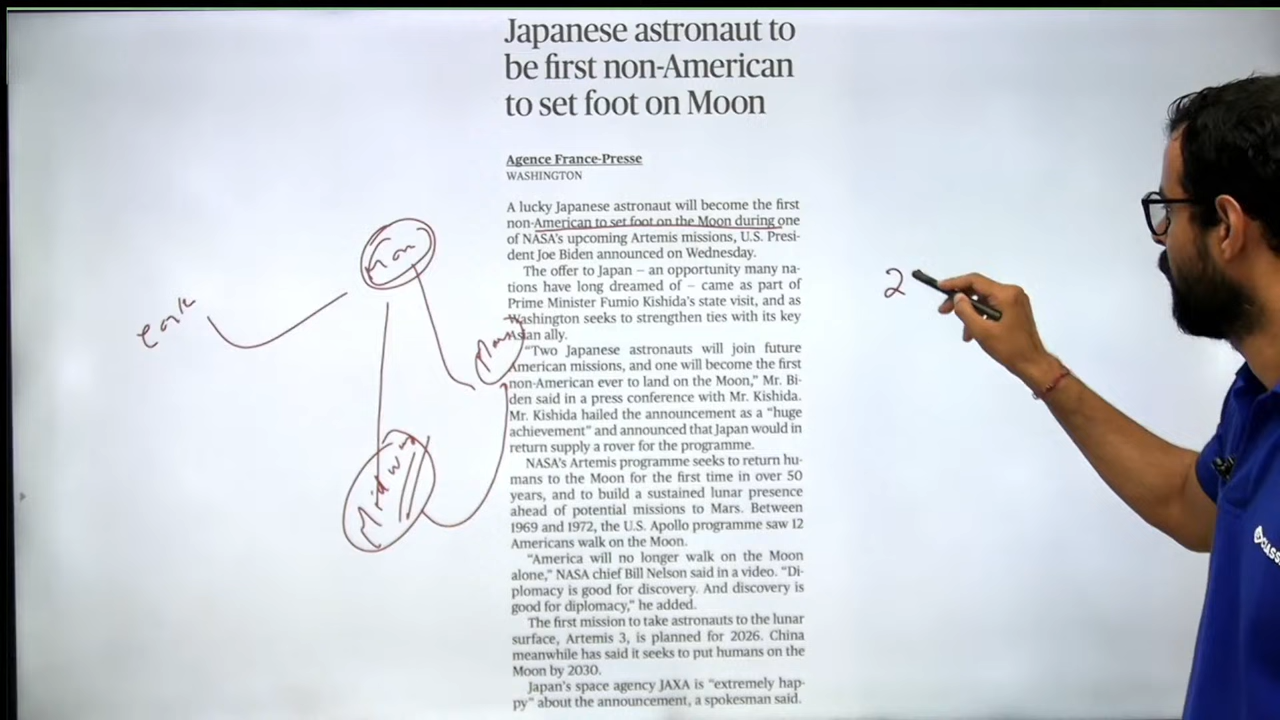 Japanese astronaut to
be first non-American
to set foot on Moon
Agence France-Presse
WASHINGTON
A lucky Japanese astronaut will become the first
non-American to set foot on the Moon during one
of NASA's upcoming Artemis missions, U.S. Presi-
dent Joe Biden announced on Wednesday.
The offer to Japan – an opportunity many na-
tions have long dreamed of – came as part of
Prime Minister Fumio Kishida's state visit, and as
Washington seeks to strengthen ties with its key
Asian ally.
"Two Japanese astronauts will join future
American missions, and one will become the first
non-American ever to land on the Moon," Mr. Bi-
den said in a press conference with Mr. Kishida.
Mr. Kishida hailed the announcement as a "huge
achievement" and announced that Japan would in
return supply a rover for the programme.
NASA's Artemis programme seeks to return hu-
mans to the Moon for the first time in over 50
years, and to build a sustained lunar presence
ahead of potential missions to Mars. Between
1969 and 1972, the U.S. Apollo programme saw 12
Americans walk on the Moon.
"America will no longer walk on the Moon
alone," NASA chief Bill Nelson said in a video. "Di-
plomacy is good for discovery. And discovery is
good for diplomacy," he added.
The first mission to take astronauts to the lunar
surface, Artemis 3, is planned for 2026. China
meanwhile has said it seeks to put humans on the
Moon by 2030.
Japan's space agency JAXA is "extremely hap-
py" about the announcement, a spokesman said.
Moon
Midway
2